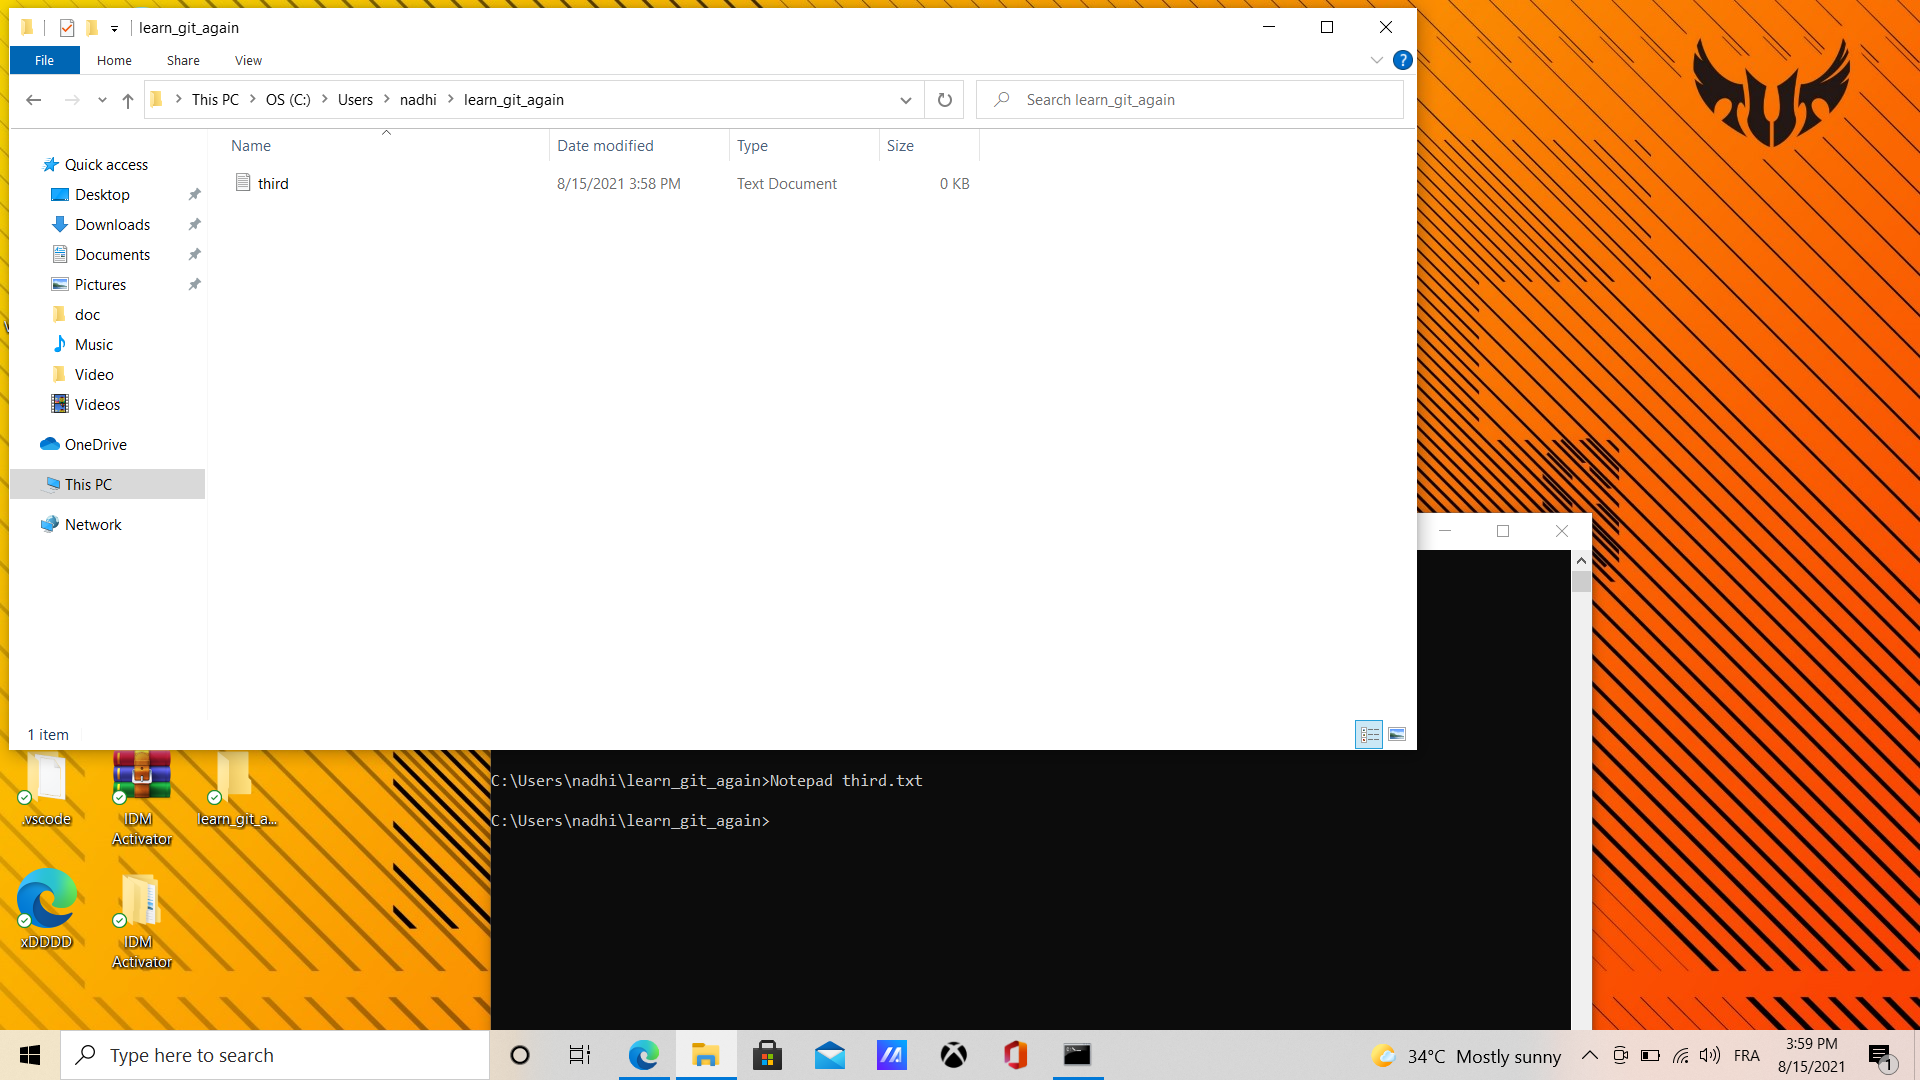 learn_git_again
File
Home
Share
View
?
This PC
OS (C:)
Users
nadhi
learn_git_again
Search learn_git_again
Name
Date modified
Type
Size
third
8/15/2021 3:58 PM
Text Document
0 KB
Quick access
Desktop
Downloads
Documents
Pictures
doc
Music
Video
Videos
OneDrive
This PC
Network
1 item
C:\Users\nadhi\learn_git_again>Notepad third.txt
C:\Users\nadhi\learn_git_again>
.vscode
IDM
Activator
learn_git_a...
xDDDD
IDM
Activator
Type here to search
34°C Mostly sunny
FRA
3:59 PM
8/15/2021
1